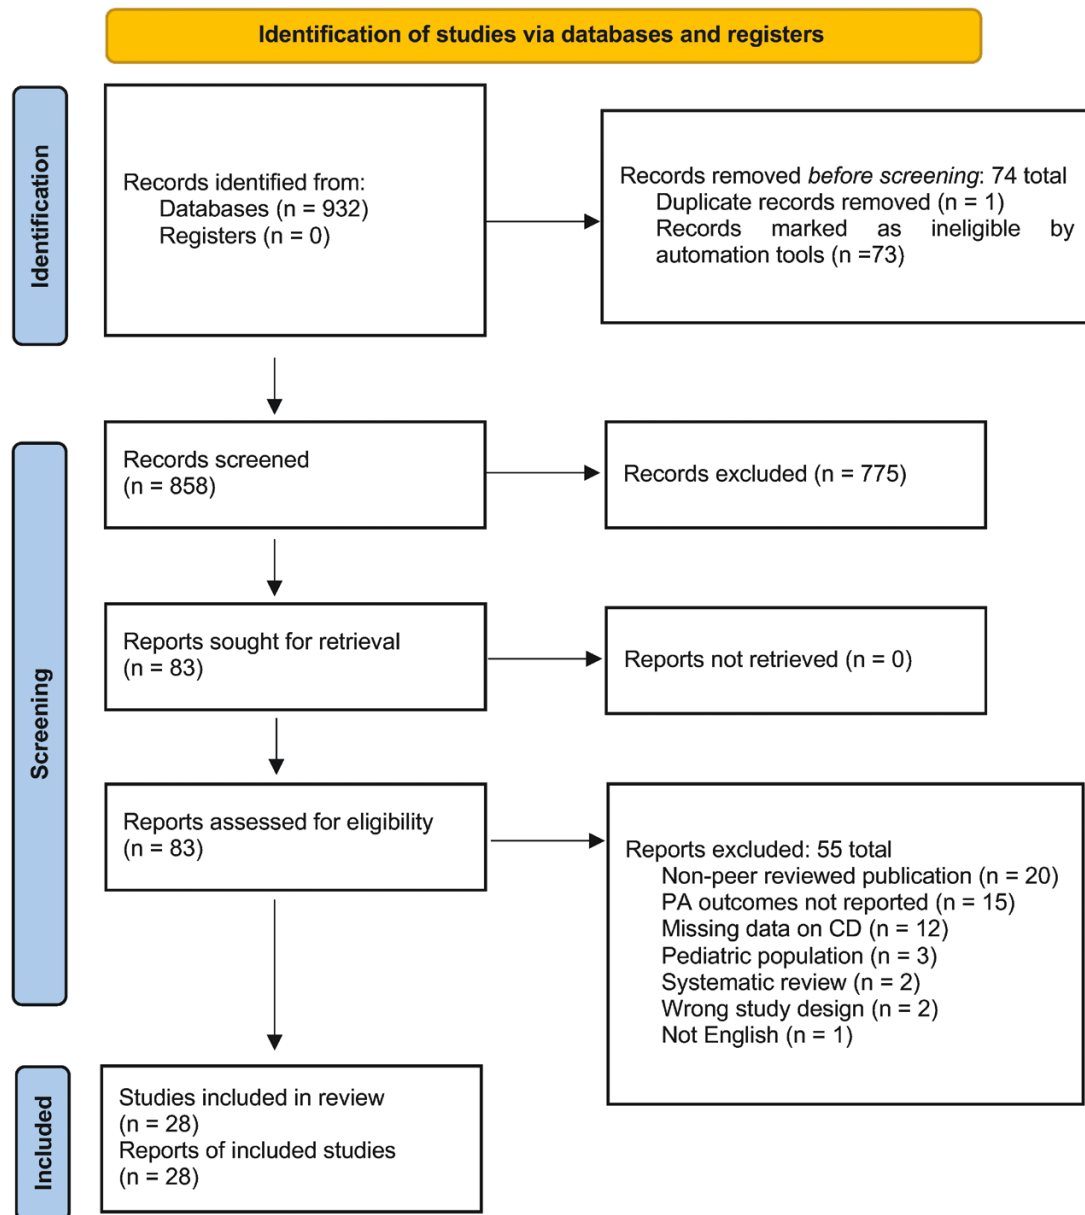 Identification of studies via databases and registers
Identification
Records identified from:
Databases (n = 932)
Registers (n = 0)
Records removed before screening: 74 total
Duplicate records removed (n = 1)
Records marked as ineligible by
automation tools (n =73)
Screening
Records screened
(n = 858)
Records excluded (n = 775)
Reports sought for retrieval
(n = 83)
Reports not retrieved (n = 0)
Reports assessed for eligibility
(n = 83)
Reports excluded: 55 total
Non-peer reviewed publication (n = 20)
PA outcomes not reported (n = 15)
Missing data on CD (n = 12)
Pediatric population (n = 3)
Systematic review (n = 2)
Wrong study design (n = 2)
Not English (n = 1)
Included
Studies included in review
(n = 28)
Reports of included studies
(n = 28)